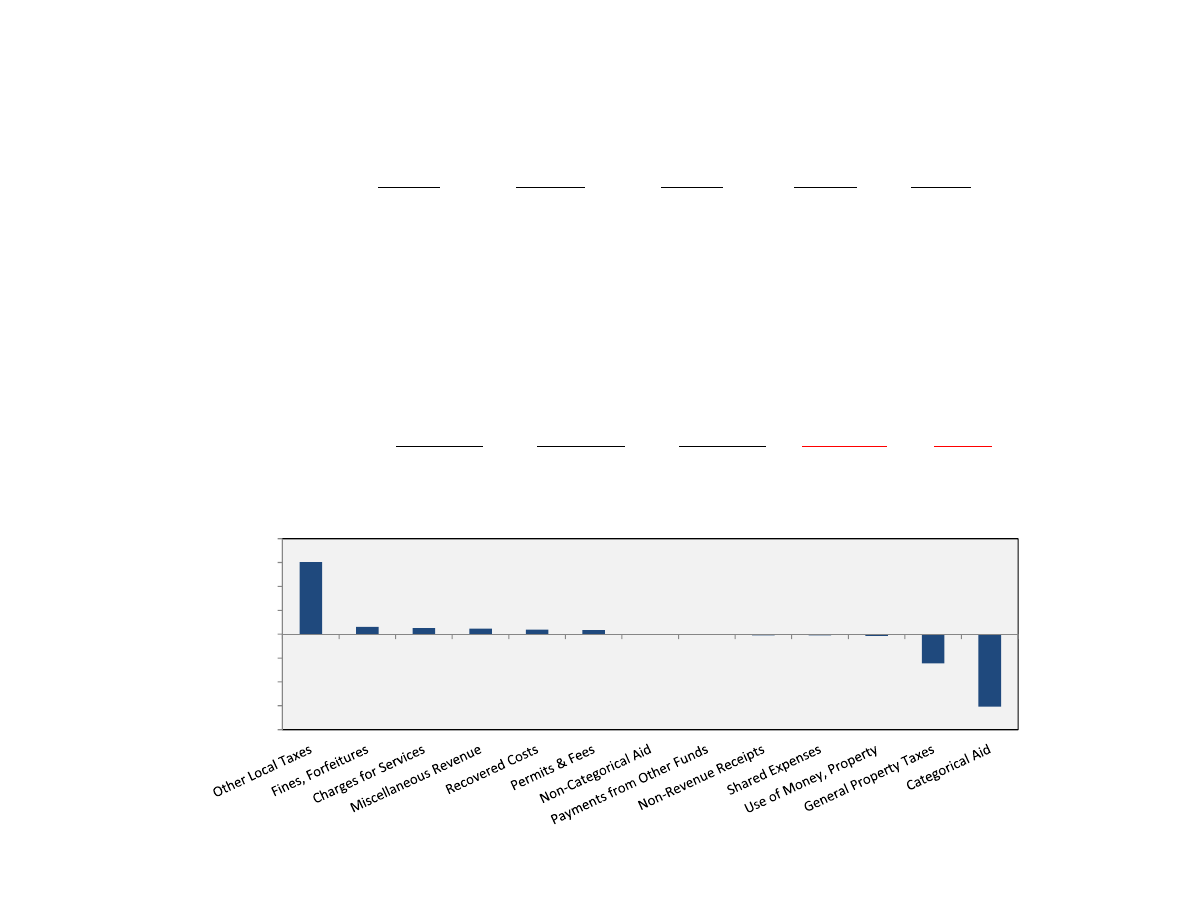 Other Local Taxes
Fines, Forfeitures
Charges for Services
Miscellaneous Revenue
Recovered Costs
Permits & Fees
Non-Categorical Aid
Payments from Other Funds
Non-Revenue Receipts
Shared Expenses
Use of Money, Property
General Property Taxes
Categorical Aid